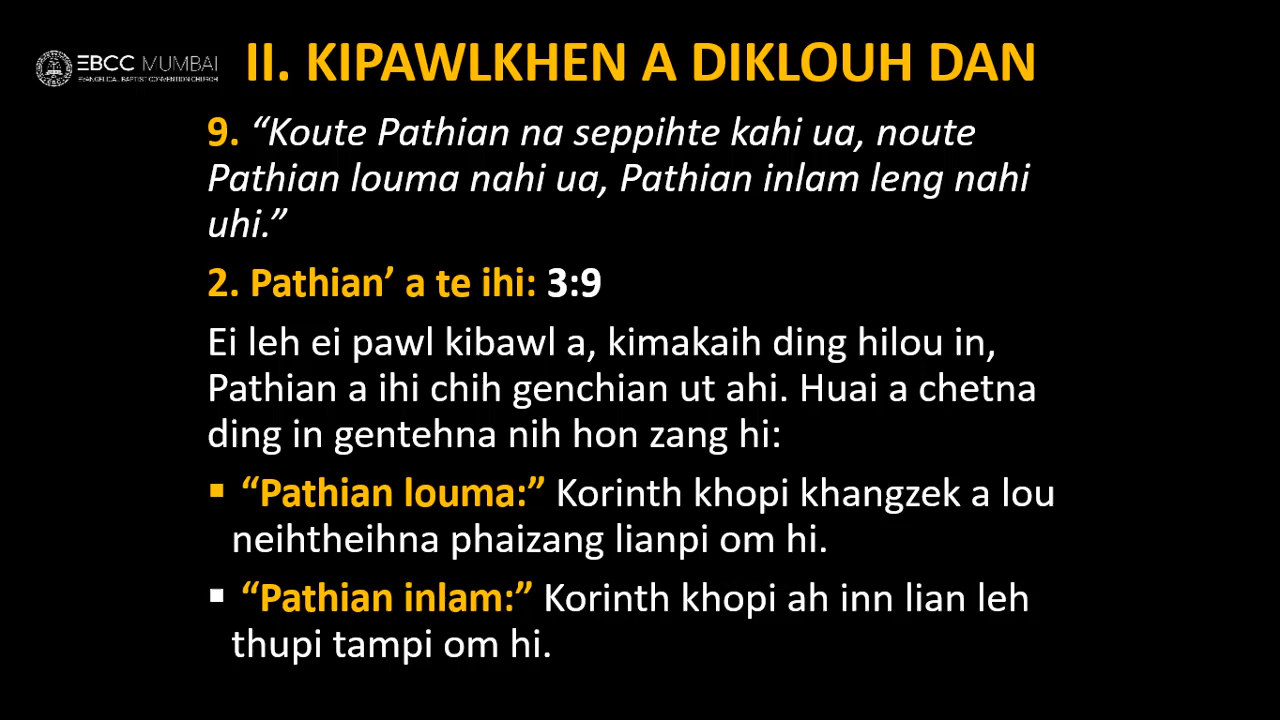 EBCC MUMBAI
EVANGELICAL BAPTIST CONVENTION CHURCH
II. KIPAWLKHEN A DIKLOUH DAN
9. “Koute Pathian na seppihte kahi ua, noute
Pathian louma nahi ua, Pathian inlam leng nahi
uhi.”
2. Pathian’ a te ihi: 3:9
Ei leh ei pawl kibawl a, kimakaih ding hilou in,
Pathian a ihi chih genchian ut ahi. Huai a chetna
ding in gentehna nih hon zang hi:
▪ “Pathian louma:” Korinth khopi khangzek a lou
neihtheihna phaizang lianpi om hi.
▪ “Pathian inlam:” Korinth khopi ah inn lian leh
thupi tampi om hi.